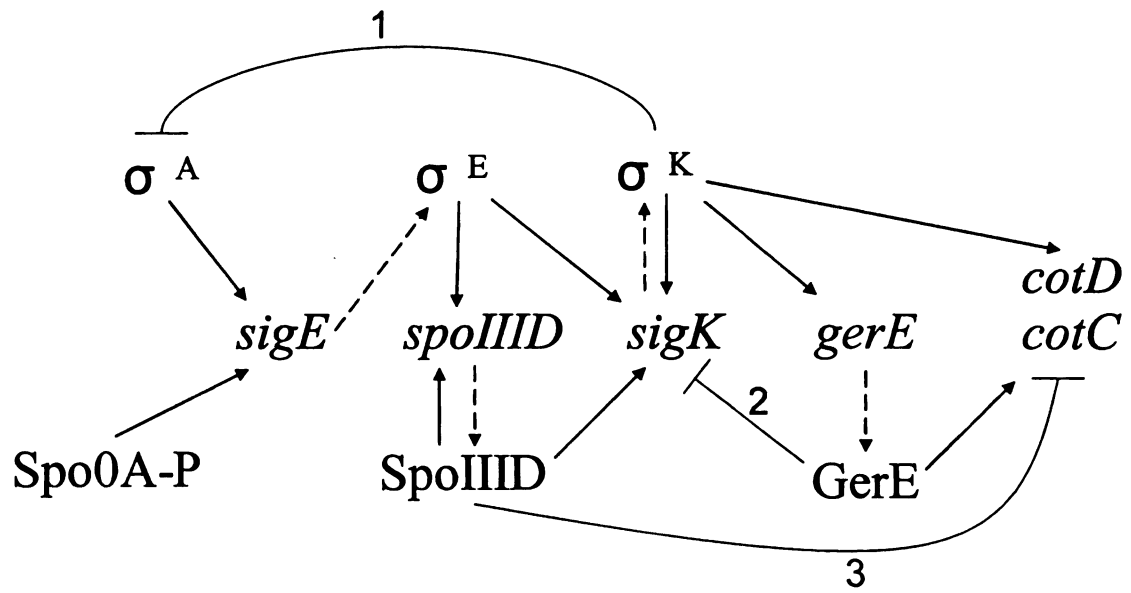 1
σ A σ E σ K
cotD
sigE spoIIID sigK gerE cotC
2
Spo0A-P SpoIIID GerE
3